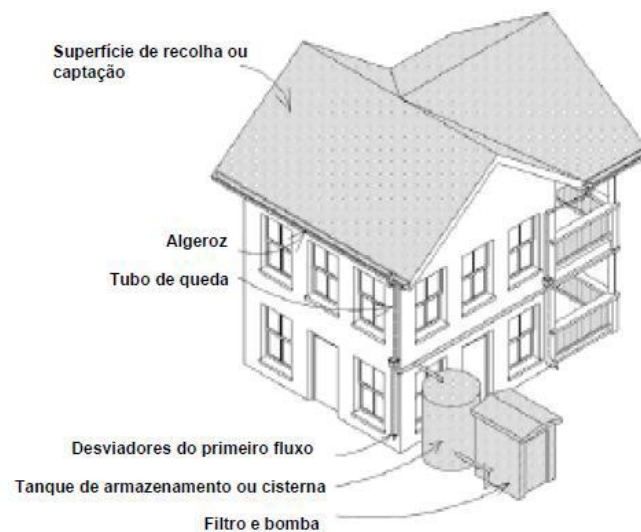 Superfície de recolha ou
captação
Algeroz
Tubo de queda
Desviadores do primeiro fluxo
Tanque de armazenamento ou cisterna
Filtro e bomba